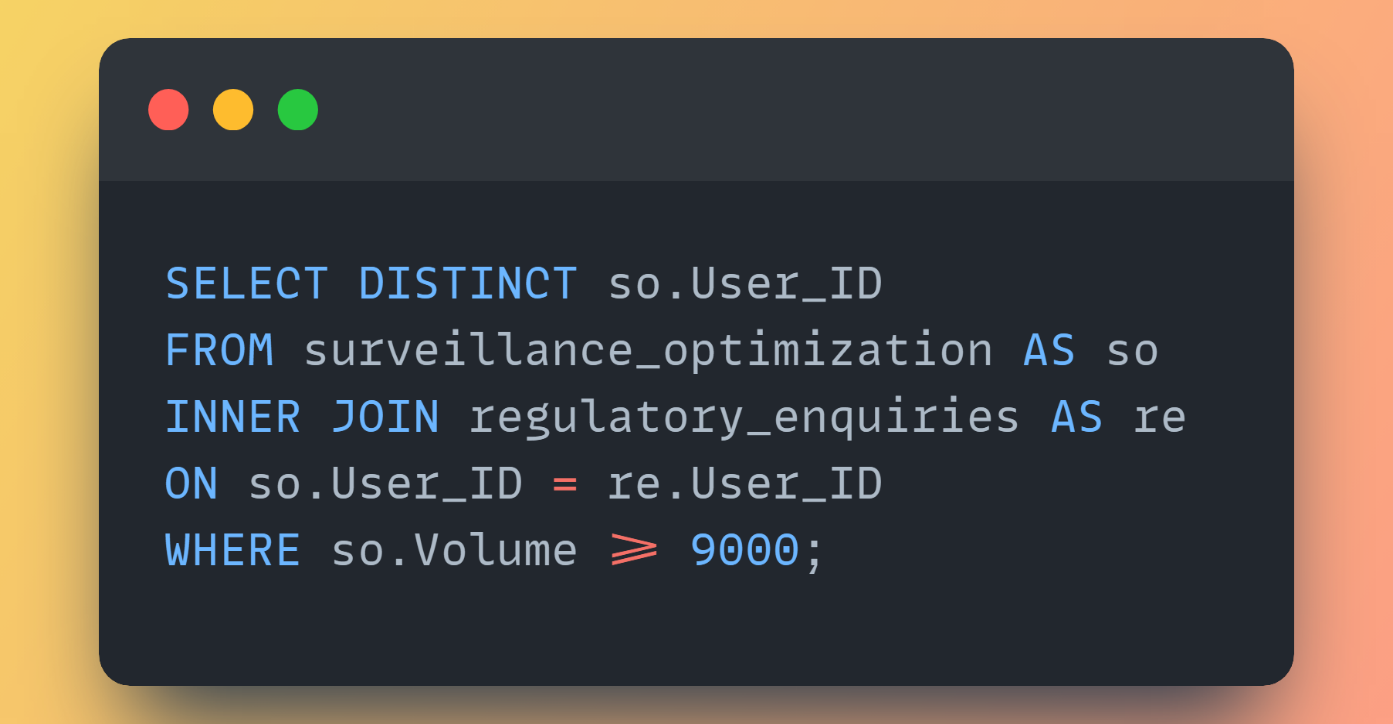 SELECT DISTINCT so.User_ID
FROM surveillance_optimization AS so
INNER JOIN regulatory_enquiries AS re
ON so.User_ID = re.User_ID
WHERE so.Volume >= 9000;